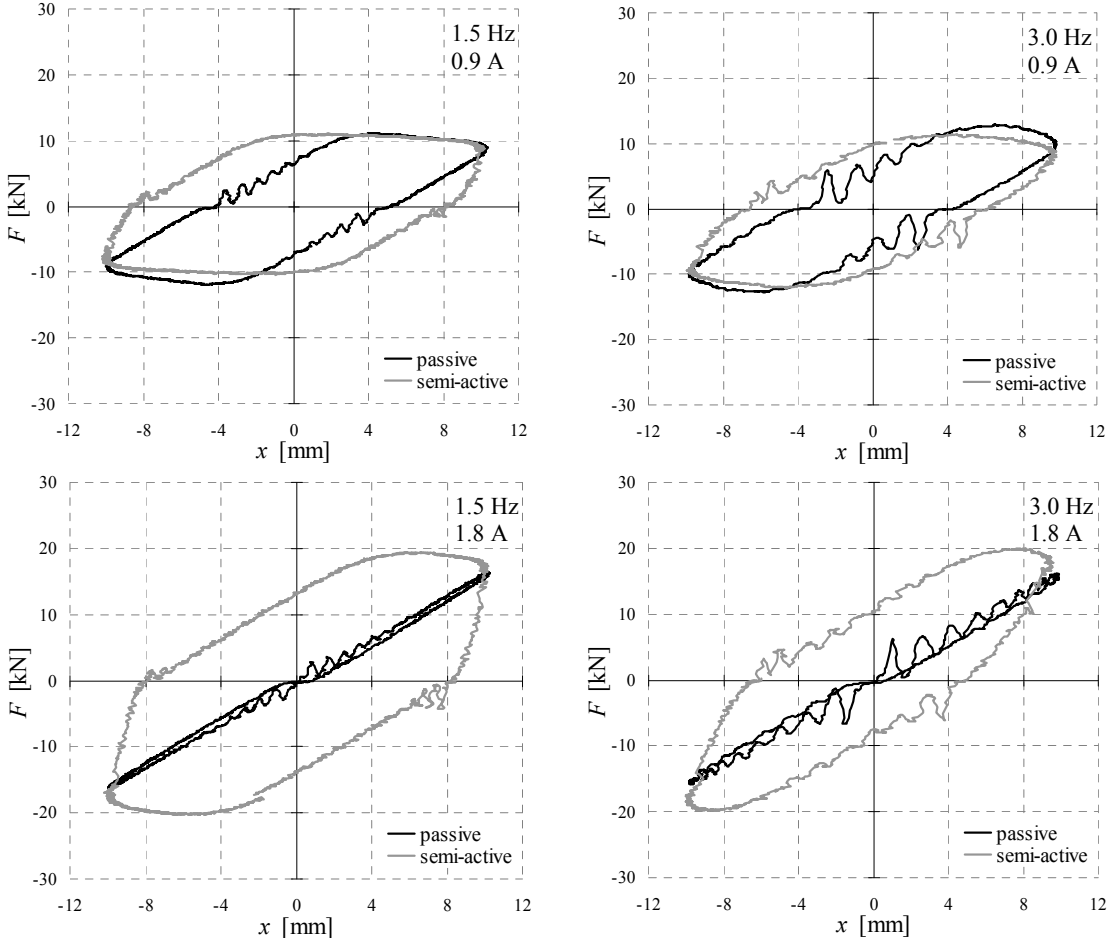 30
20
10
0
-10
-20
-30
F [kN]
1.5 Hz
0.9 A
passive
semi-active
-12 -8 -4 0 4 8 12
x [mm]
30
20
10
0
-10
-20
-30
F [kN]
3.0 Hz
0.9 A
passive
semi-active
-12 -8 -4 0 4 8 12
x [mm]
30
20
10
0
-10
-20
-30
F [kN]
1.5 Hz
1.8 A
passive
semi-active
-12 -8 -4 0 4 8 12
x [mm]
30
20
10
0
-10
-20
-30
F [kN]
3.0 Hz
1.8 A
passive
semi-active
-12 -8 -4 0 4 8 12
x [mm]